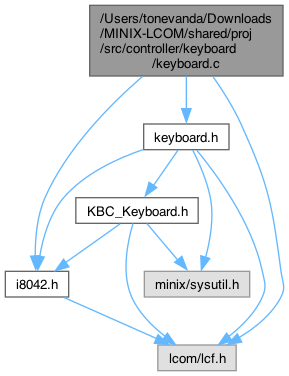 /Users/tonevanda/Downloads
/MINIX-LCOM/shared/proj
/src/controller/keyboard
/keyboard.c
keyboard.h
KBC_Keyboard.h
i8042.h
minix/sysutil.h
lcom/lcf.h